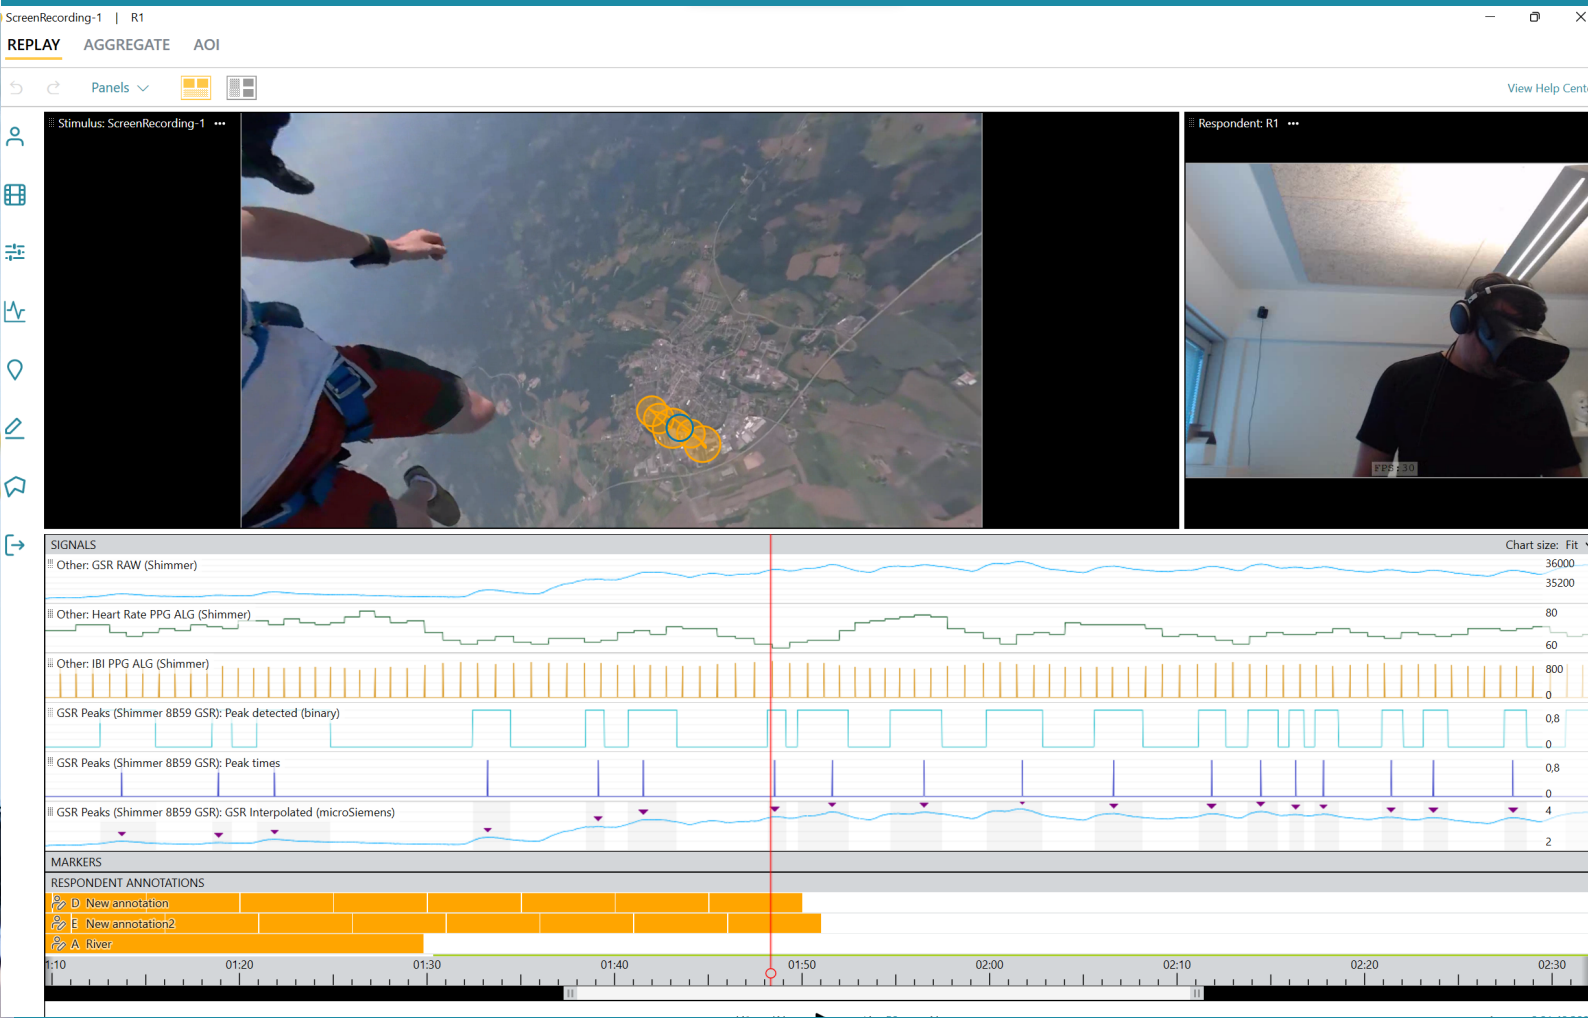 ScreenRecording-1 | R1
REPLAY AGGREGATE AOI
Panels
View Help Cent
Stimulus: ScreenRecording-1 •••
Respondent: R1 •••
FPS:30
SIGNALS
Chart size: Fit
Other: GSR RAW (Shimmer)
36000
35200
Other: Heart Rate PPG ALG (Shimmer)
80
60
Other: IBI PPG ALG (Shimmer)
800
0
GSR Peaks (Shimmer 8B59 GSR): Peak detected (binary)
0,8
0
GSR Peaks (Shimmer 8B59 GSR): Peak times
0,8
0
GSR Peaks (Shimmer 8B59 GSR): GSR Interpolated (microSiemens)
4
2
MARKERS
RESPONDENT ANNOTATIONS
D New annotation
E New annotation2
A River
1:10 01:20 01:30 01:40 01:50 02:00 02:10 02:20 02:30